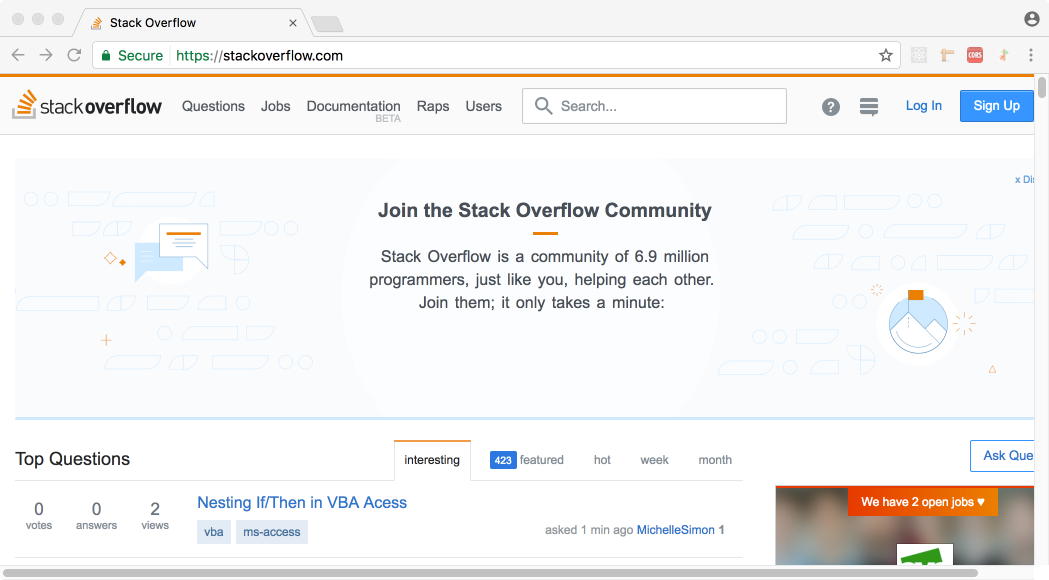 Stack Overflow
Secure https://stackoverflow.com
CORS
stackoverflow Questions Jobs Documentation BETA Raps Users Search... ? Log In Sign Up
x Di
Join the Stack Overflow Community
Stack Overflow is a community of 6.9 million
programmers, just like you, helping each other.
Join them; it only takes a minute:
Top Questions interesting 423 featured hot week month Ask Que
0 votes 0 answers 2 views
Nesting If/Then in VBA Acess
vba ms-access
asked 1 min ago MichelleSimon 1
We have 2 open jobs ♥